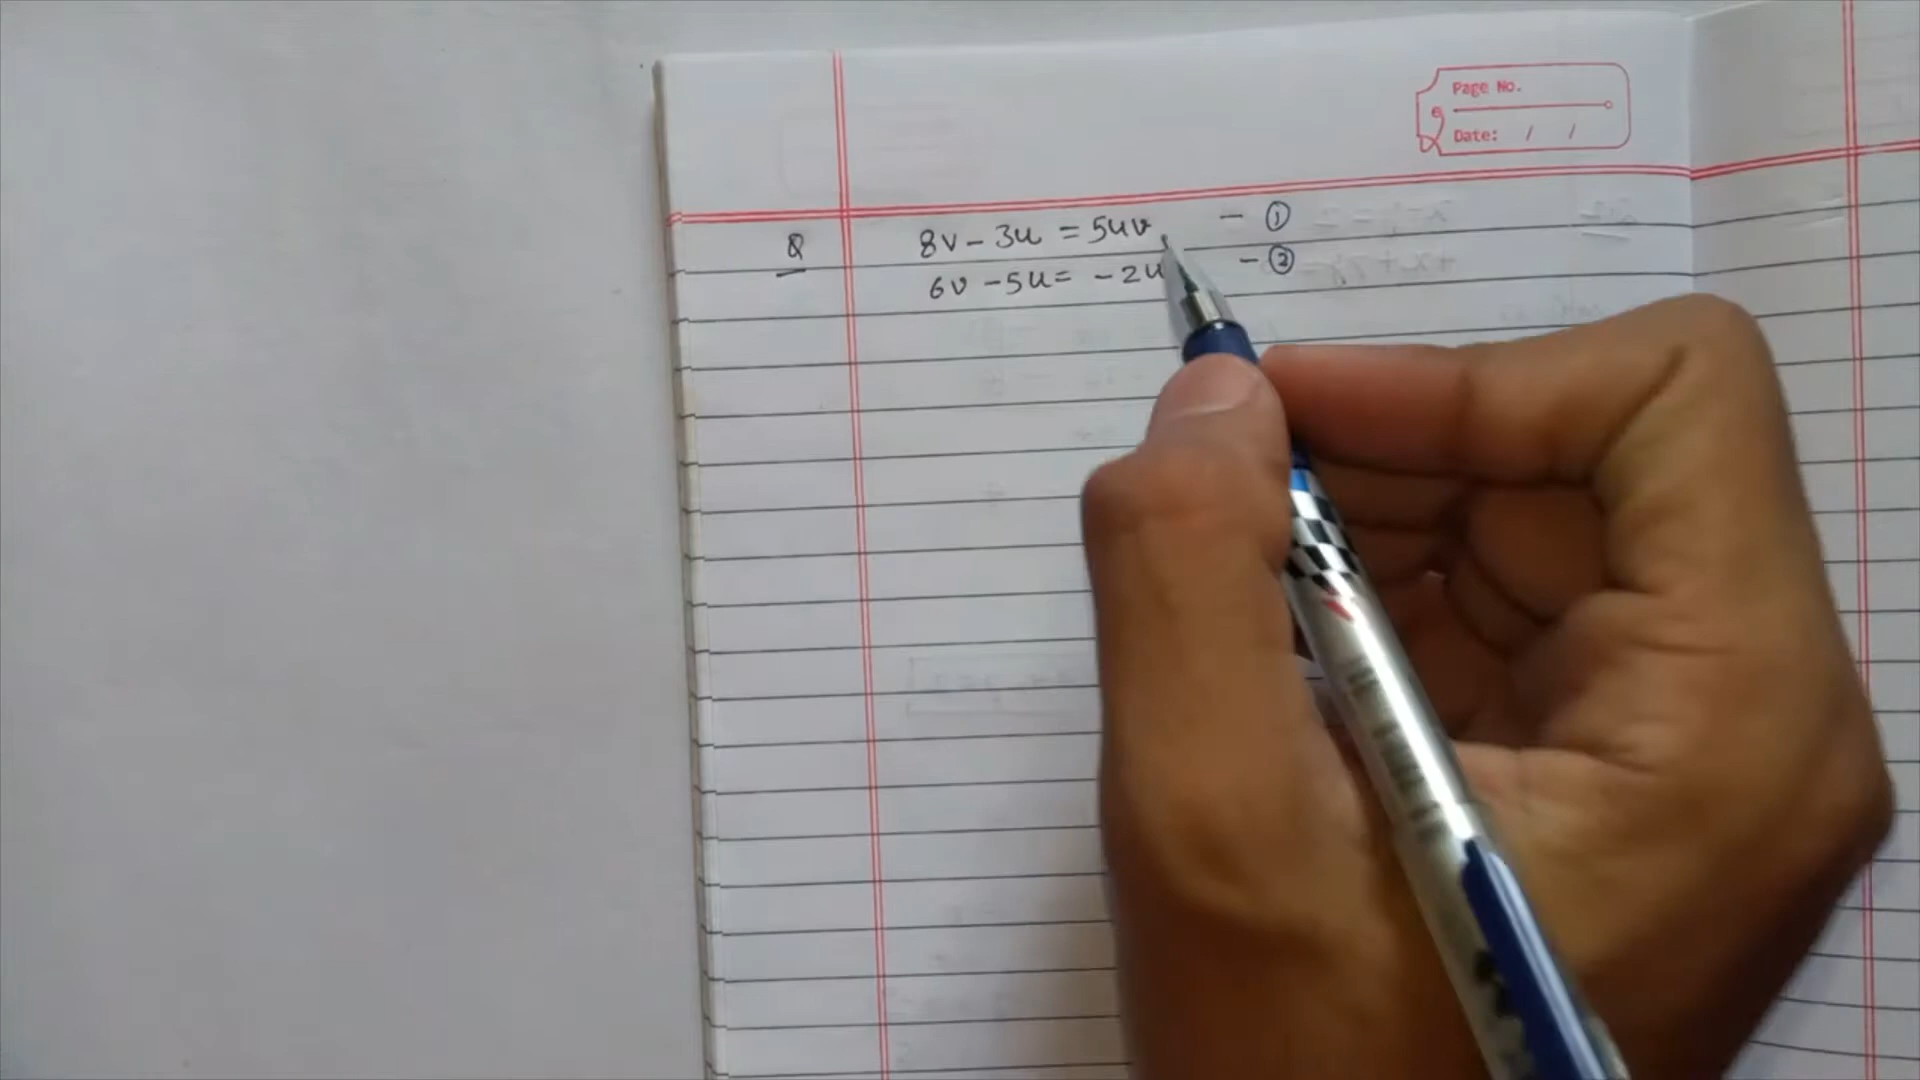 Page No.
Date: / /
Q 8v - 3u = 5uv - ①
6v - 5u = -2u - ②